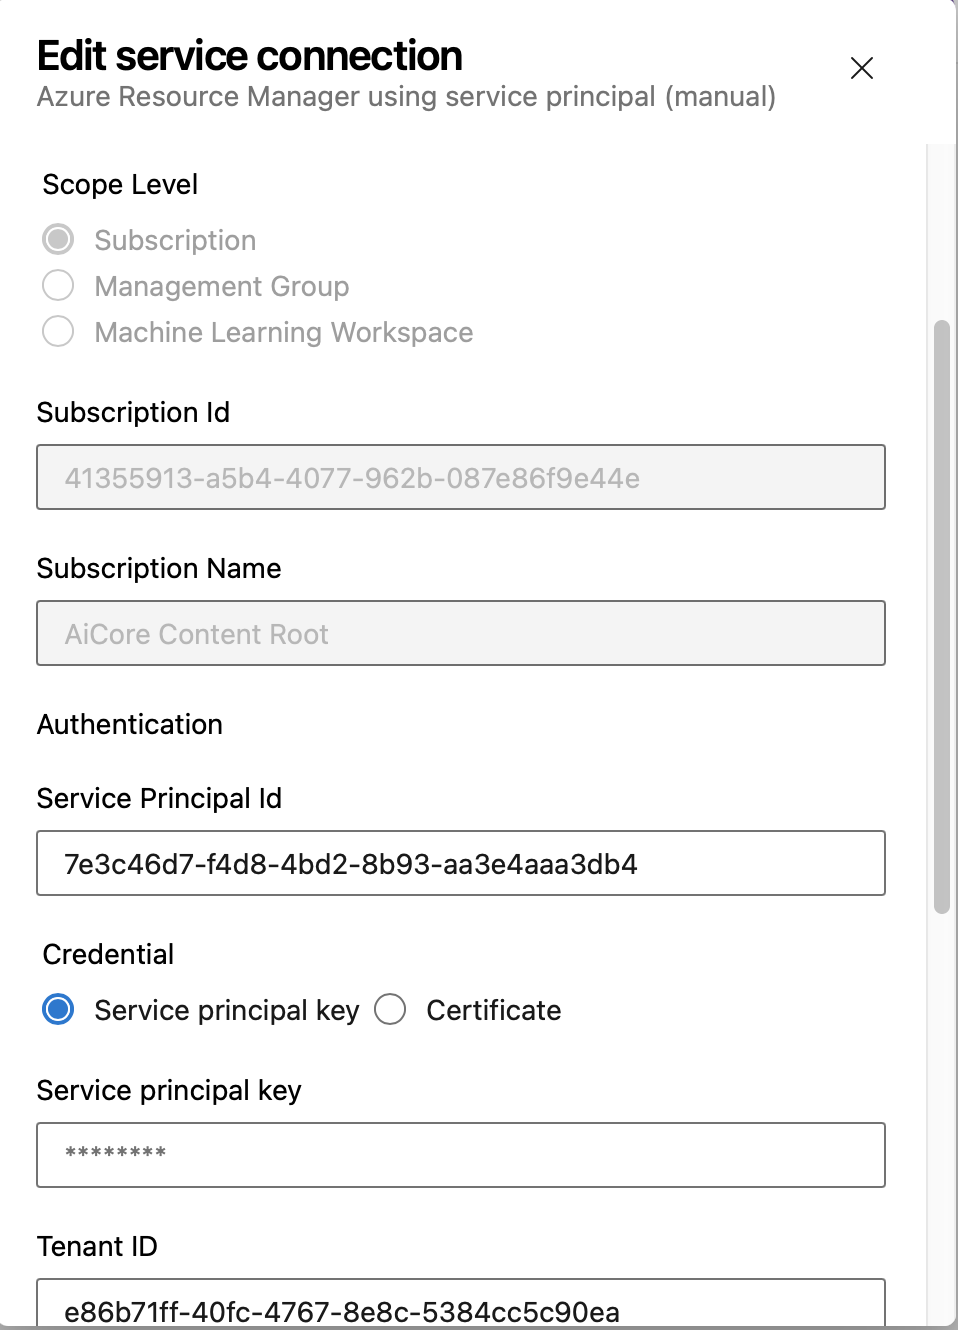 Edit service connection
Azure Resource Manager using service principal (manual)
Scope Level
Subscription
Management Group
Machine Learning Workspace
Subscription Id
41355913-a5b4-4077-962b-087e86f9e44e
Subscription Name
AiCore Content Root
Authentication
Service Principal Id
7e3c46d7-f4d8-4bd2-8b93-aa3e4aaa3db4
Credential
Service principal key Certificate
Service principal key
********
Tenant ID
e86b71ff-40fc-4767-8e8c-5384cc5c90ea